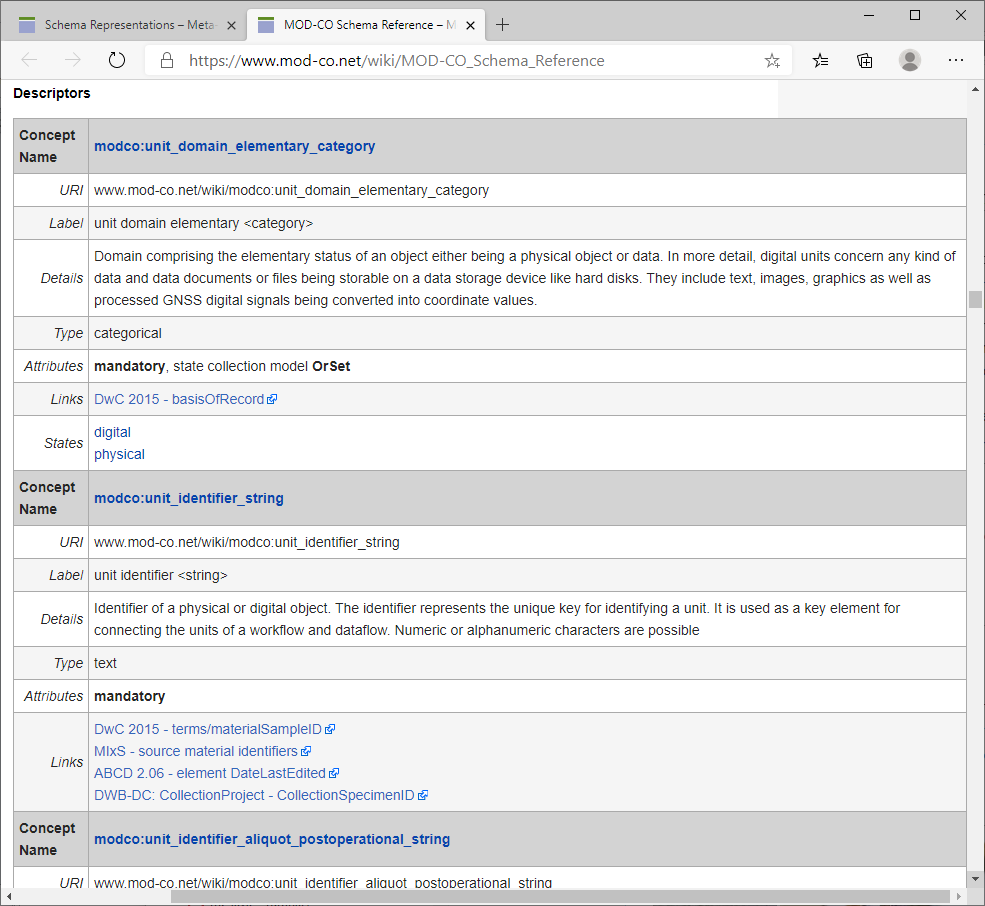 Schema Representations – Meta-
MOD-CO Schema Reference – M
https://www.mod-co.net/wiki/MOD-CO_Schema_Reference
Descriptors
Concept Name
modco:unit_domain_elementary_category
URI www.mod-co.net/wiki/modco:unit_domain_elementary_category
Label unit domain elementary <category>
Details
Domain comprising the elementary status of an object either being a physical object or data. In more detail, digital units concern any kind of
data and data documents or files being storable on a data storage device like hard disks. They include text, images, graphics as well as
processed GNSS digital signals being converted into coordinate values.
Type categorical
Attributes mandatory, state collection model OrSet
Links DwC 2015 - basisOfRecord
States
digital
physical
Concept Name
modco:unit_identifier_string
URI www.mod-co.net/wiki/modco:unit_identifier_string
Label unit identifier <string>
Details
Identifier of a physical or digital object. The identifier represents the unique key for identifying a unit. It is used as a key element for
connecting the units of a workflow and dataflow. Numeric or alphanumeric characters are possible
Type text
Attributes mandatory
Links
DwC 2015 - terms/materialSampleID
MIxS - source material identifiers
ABCD 2.06 - element DateLastEdited
DWB-DC: CollectionProject - CollectionSpecimenID
Concept Name
modco:unit_identifier_aliquot_postoperational_string
URI www.mod-co.net/wiki/modco:unit_identifier_aliquot_postoperational_string